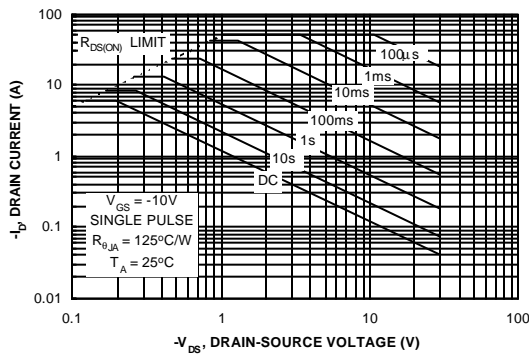 100
10
1
0.1
0.01
-I_D, DRAIN CURRENT (A)
R_DS(ON) LIMIT
100µs
1ms
10ms
100ms
1s
10s
DC
V_GS = -10V
SINGLE PULSE
R_θJA = 125°C/W
T_A = 25°C
0.1
1
10
100
-V_DS, DRAIN-SOURCE VOLTAGE (V)